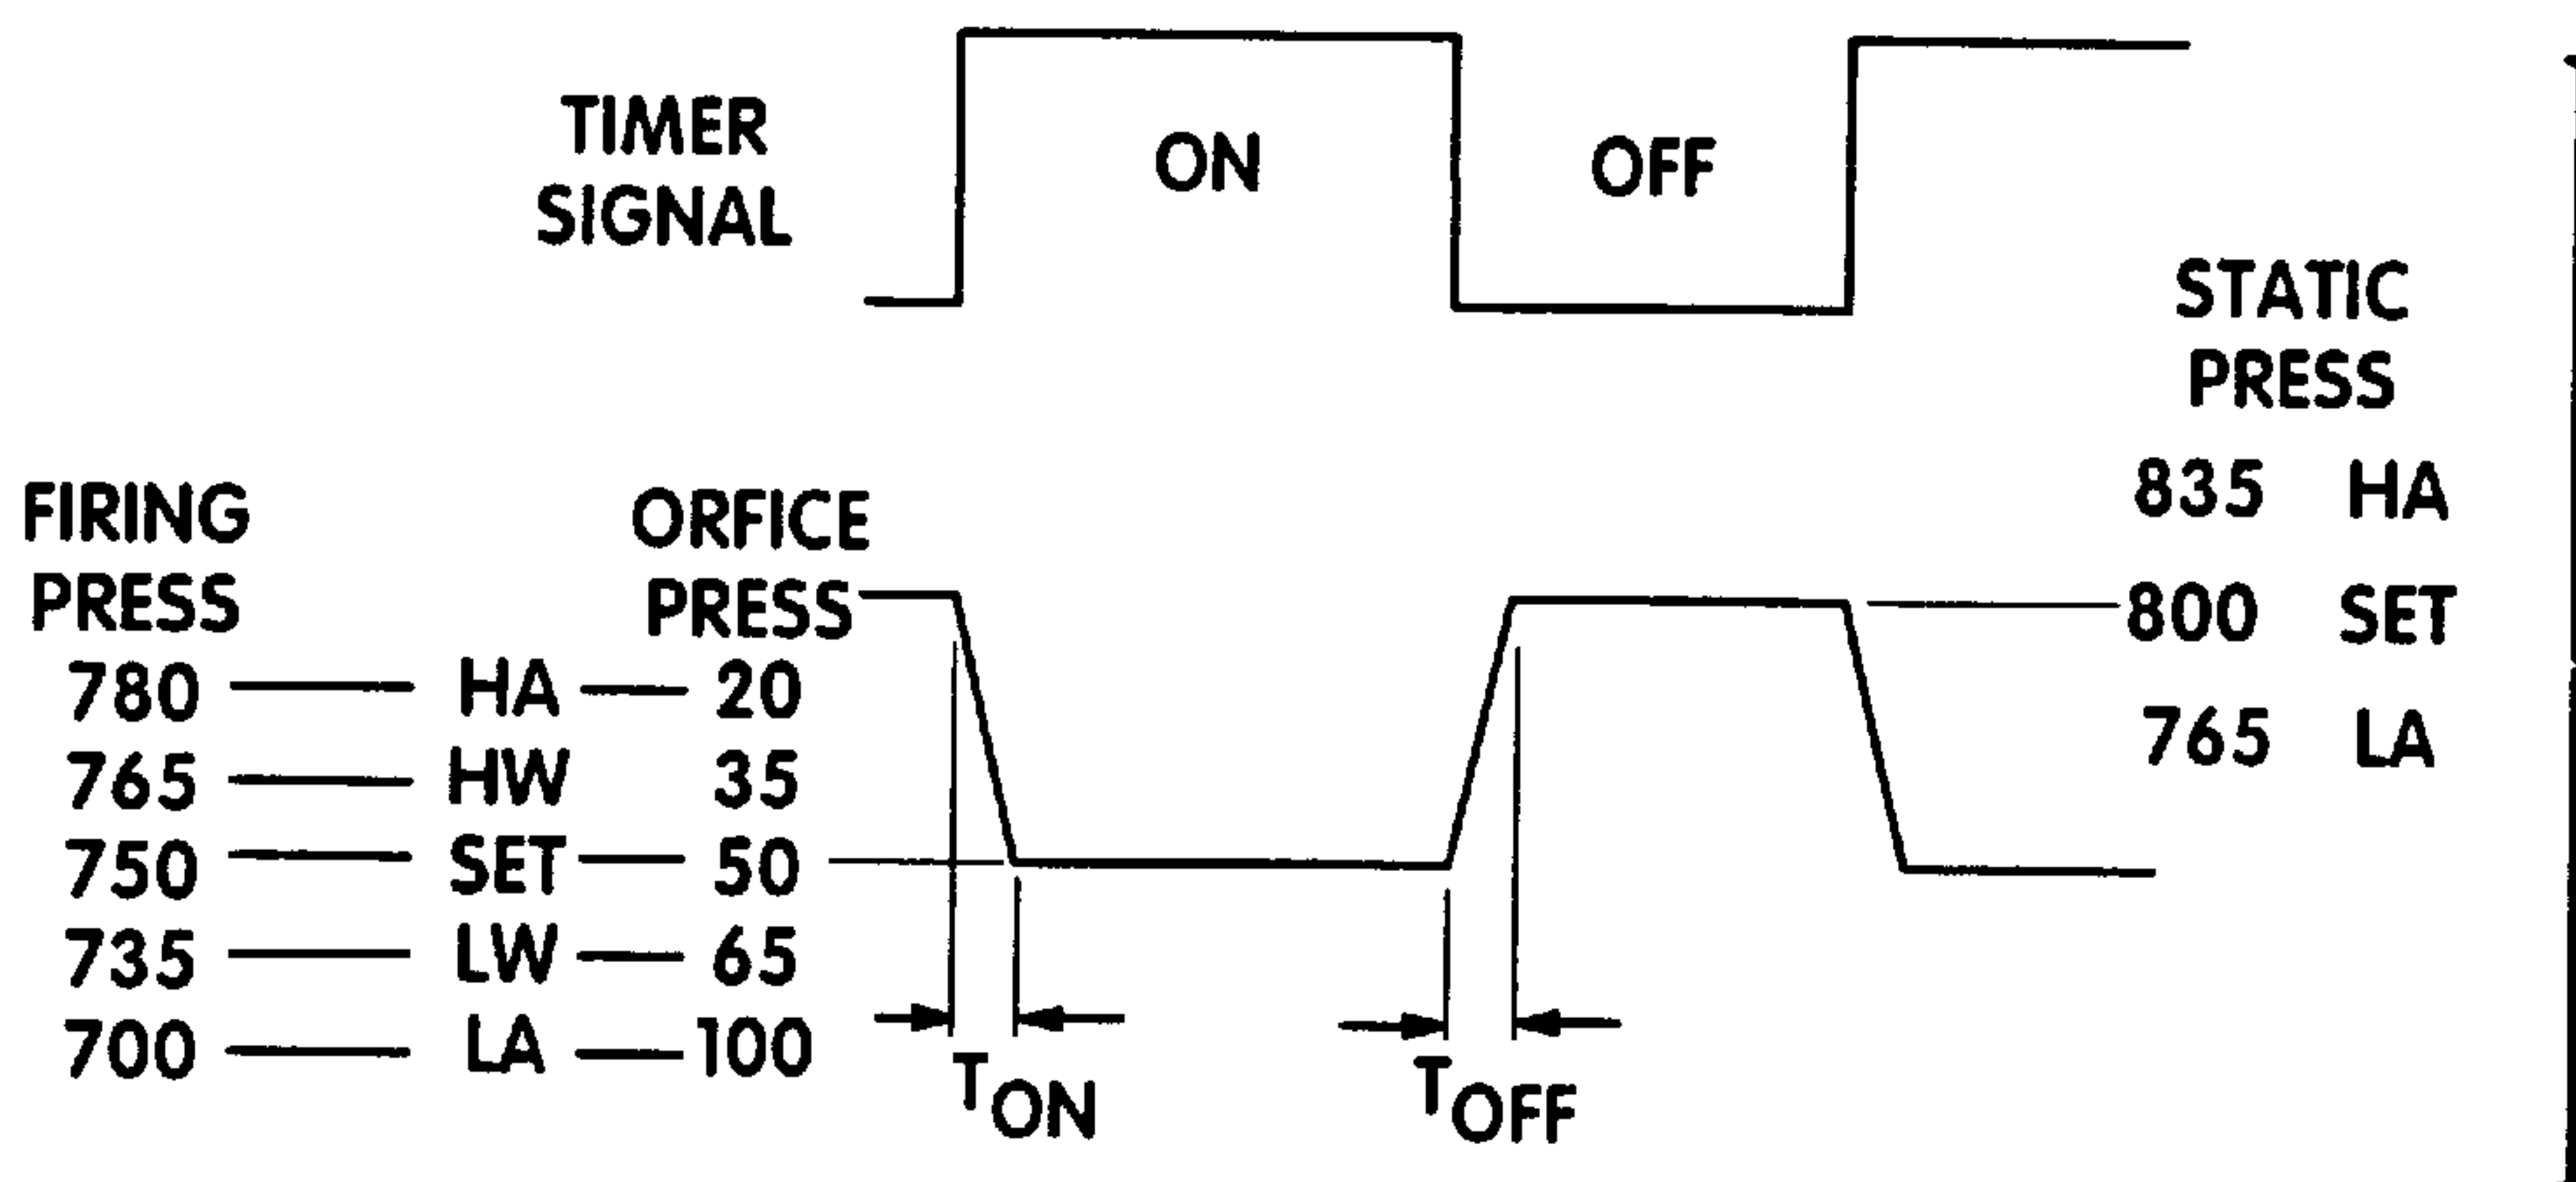 TIMER
SIGNAL
ON
OFF
STATIC
PRESS
835 HA
800 SET
765 LA
FIRING
PRESS
ORFICE
PRESS
780 HA 20
765 HW 35
750 SET 50
735 LW 65
700 LA 100
TON
TOFF